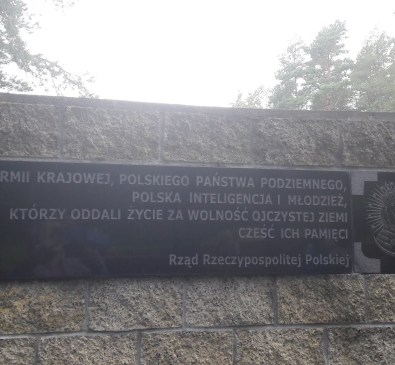 RMII KRAJOWEJ, POLSKIEGO PAŃSTWA PODZIEMNEGO,
POLSKA INTELIGENCJA I MŁODZIEŻ,
KTÓRZY ODDALI ŻYCIE ZA WOLNOŚĆ OJCZYSTEJ ZIEMI
CZEŚĆ ICH PAMIĘCI
Rząd Rzeczypospolitej Polskiej